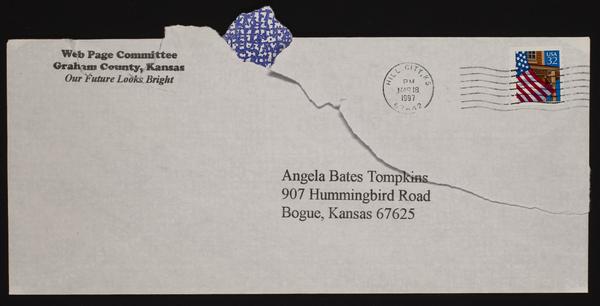 Web Page Committee
Graham County, Kansas
Our Future Looks Bright
HILL CITY, KS
PM
MAR 18
1997
67642
USA
32
Angela Bates Tompkins
907 Hummingbird Road
Bogue, Kansas 67625